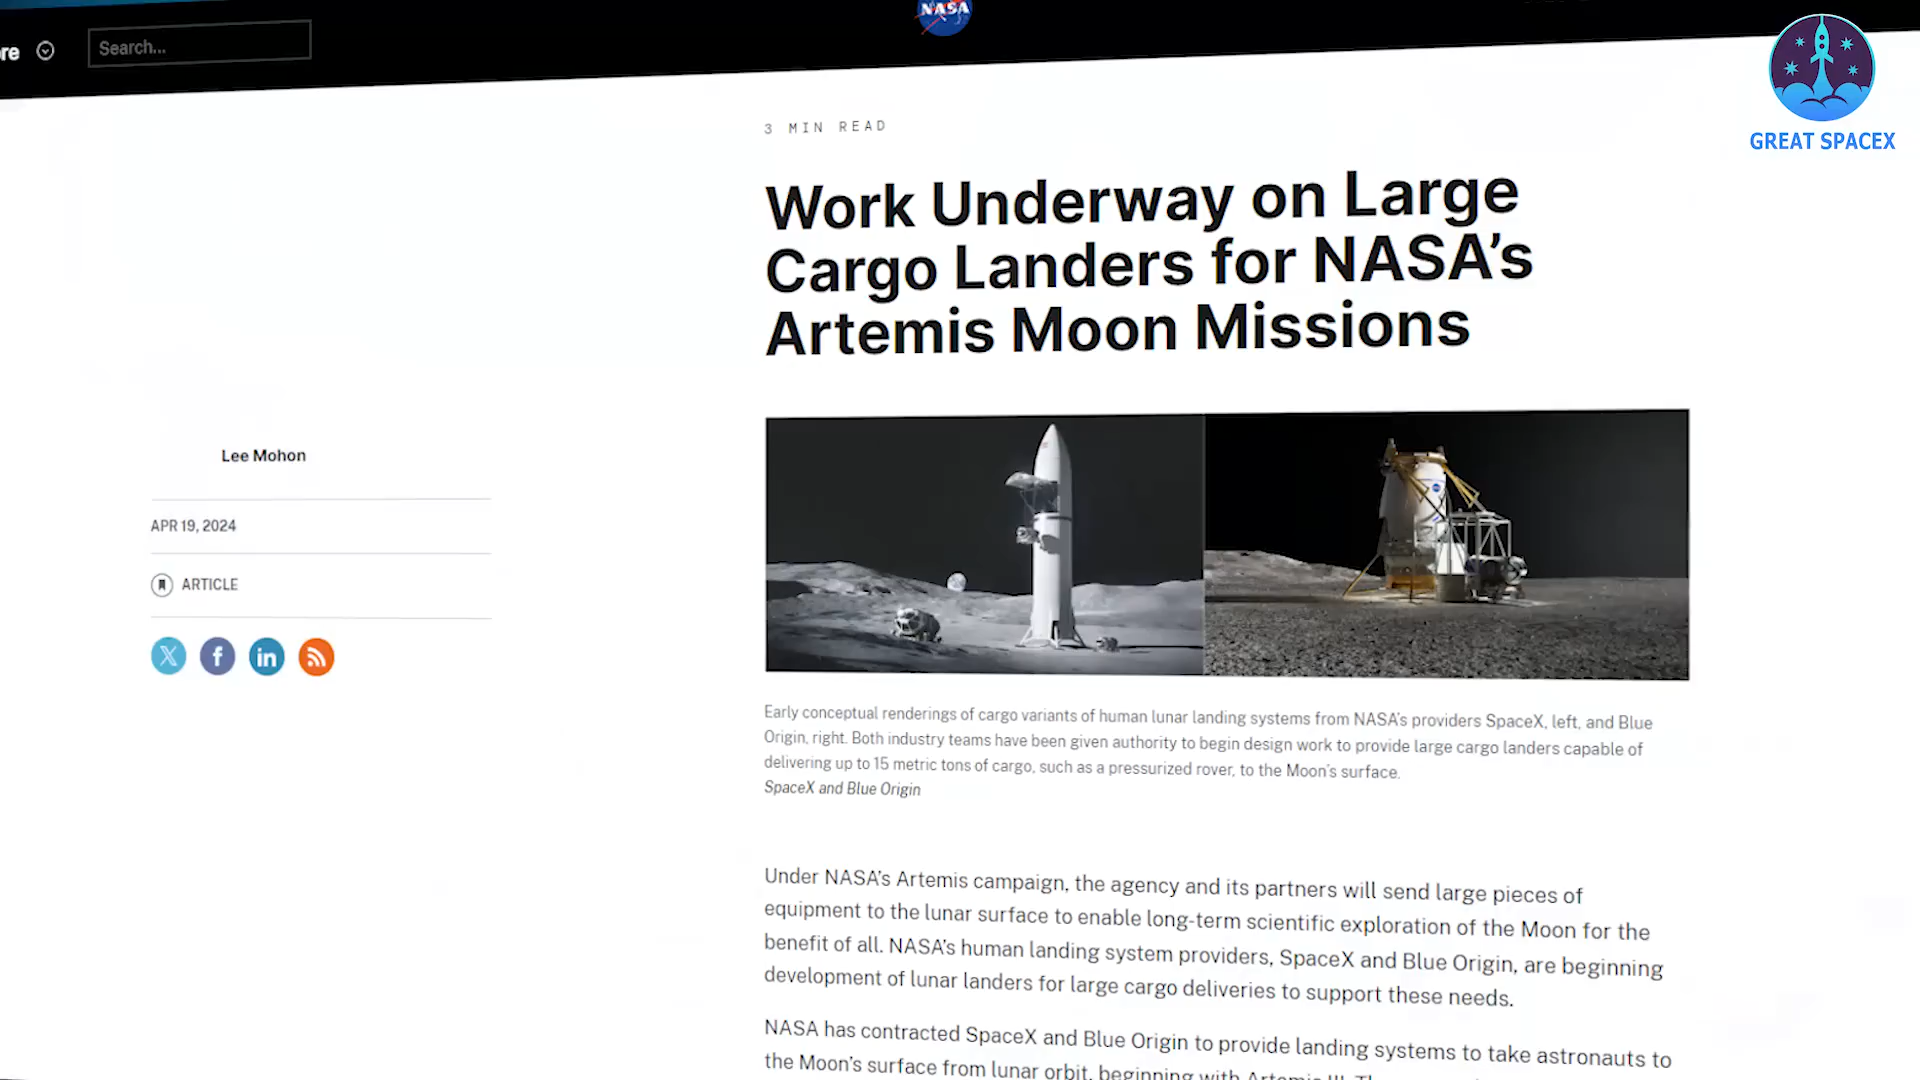 re
Search...
NASA
GREAT SPACEX
3 MIN READ
Work Underway on Large
Cargo Landers for NASA's
Artemis Moon Missions
Lee Mohon
APR 19, 2024
ARTICLE
Early conceptual renderings of cargo variants of human lunar landing systems from NASA's providers SpaceX, left, and Blue
Origin, right. Both industry teams have been given authority to begin design work to provide large cargo landers capable of
delivering up to 15 metric tons of cargo, such as a pressurized rover, to the Moon's surface.
SpaceX and Blue Origin
Under NASA's Artemis campaign, the agency and its partners will send large pieces of
equipment to the lunar surface to enable long-term scientific exploration of the Moon for the
benefit of all. NASA's human landing system providers, SpaceX and Blue Origin, are beginning
development of lunar landers for large cargo deliveries to support these needs.
NASA has contracted SpaceX and Blue Origin to provide landing systems to take astronauts to
the Moon's surface from lunar orbit, beginning with Artemis III.